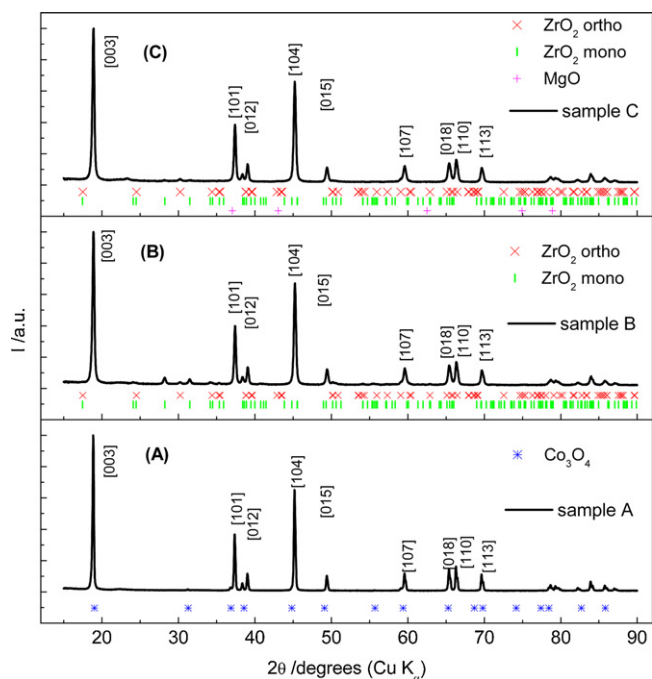 (C)
[003]
[101]
[012]
[104]
[015]
[107]
[018]
[110]
[113]
ZrO₂ ortho
ZrO₂ mono
MgO
sample C
(B)
[003]
[101]
[012]
[104]
[015]
[107]
[018]
[110]
[113]
ZrO₂ ortho
ZrO₂ mono
sample B
(A)
[003]
[101]
[012]
[104]
[015]
[107]
[018]
[110]
[113]
Co₃O₄
sample A
I /a.u.
20 30 40 50 60 70 80 90
2θ /degrees (Cu Kα)